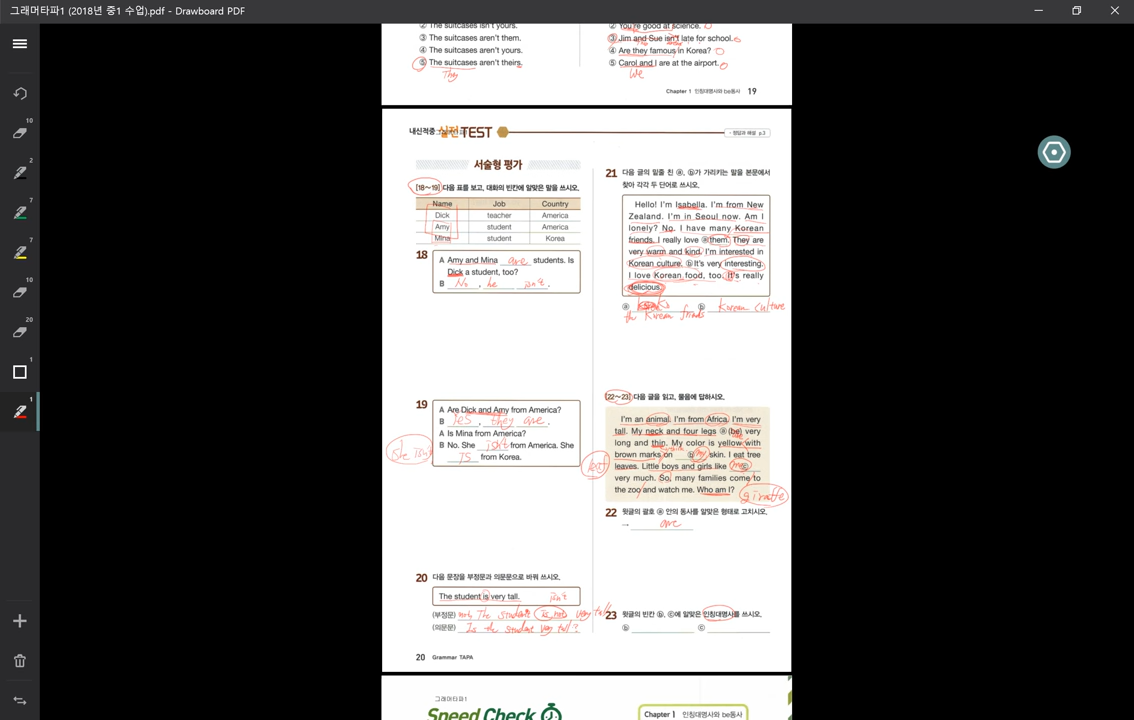 그래머타파1 (2018년 중1 수업).pdf - Drawboard PDF
10
2
7
7
10
20
1
1
② The suitcases isn't yours.
③ The suitcases aren't them.
④ The suitcases aren't yours.
⑤ The suitcases aren't theirs.
They
② You're good at science.
③ Jim and Sue isn't late for school.
④ Are they famous in Korea?
⑤ Carol and I are at the airport.
We
Chapter 1 인칭대명사와 be동사 19
내신적중 실전 TEST
정답과 해설 p.3
서술형 평가
[18~19] 다음 표를 보고, 대화의 빈칸에 알맞은 말을 쓰시오.
Name Job Country
Dick teacher America
Amy student America
Mina student Korea
18
A Amy and Mina are students. Is
Dick a student, too?
B No, he isn't.
19
A Are Dick and Amy from America?
B Yes, they are.
A Is Mina from America?
B No. She isn't from America. She
is from Korea.
she isn't
20 다음 문장을 부정문과 의문문으로 바꿔 쓰시오.
The student is very tall. isn't
(부정문) The student is not very tall
(의문문) Is the student very tall?
20 Grammar TAPA
21 다음 글의 밑줄 친 ⓐ, ⓑ가 가리키는 말을 본문에서
찾아 각각 두 단어로 쓰시오.
Hello! I'm Isabella. I'm from New
Zealand. I'm in Seoul now. Am I
lonely? No. I have many Korean
friends. I really love ⓐthem. They are
very warm and kind. I'm interested in
Korean culture. ⓑIt's very interesting.
I love Korean food, too. It's really
delicious.
ⓐ ⓑ Korean culture
the Korean friends
[22~23] 다음 글을 읽고, 물음에 답하시오.
I'm an animal. I'm from Africa. I'm very
tall. My neck and four legs ⓐ(be) very
long and thin. My color is yellow with
brown marks on ⓑ my skin. I eat tree
leaves. Little boys and girls like ⓒ me
very much. So, many families come to
the zoo and watch me. Who am I?
leaf
giraffe
22 윗글의 괄호 ⓐ 안의 동사를 알맞은 형태로 고치시오.
→ are
23 윗글의 빈칸 ⓑ, ⓒ에 알맞은 인칭대명사를 쓰시오.
ⓑ ⓒ
그래머타파1
Speed Check
Chapter 1 인칭대명사와 be동사